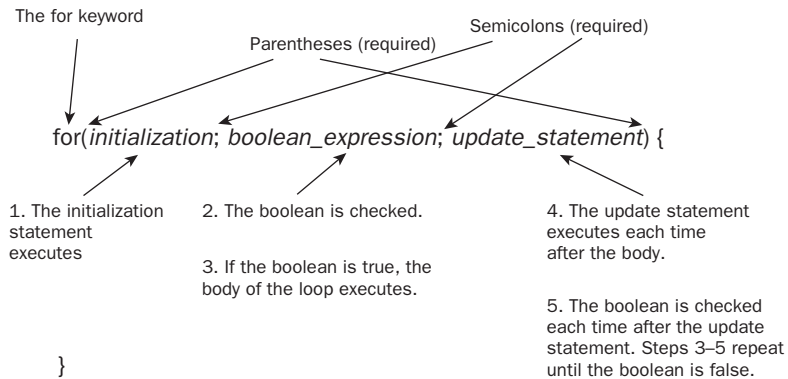 The for keyword
Parentheses (required)
Semicolons (required)
for(initialization; boolean_expression; update_statement) {
1. The initialization
statement
executes
2. The boolean is checked.
3. If the boolean is true, the
body of the loop executes.
4. The update statement
executes each time
after the body.
5. The boolean is checked
each time after the update
statement. Steps 3–5 repeat
until the boolean is false.
}